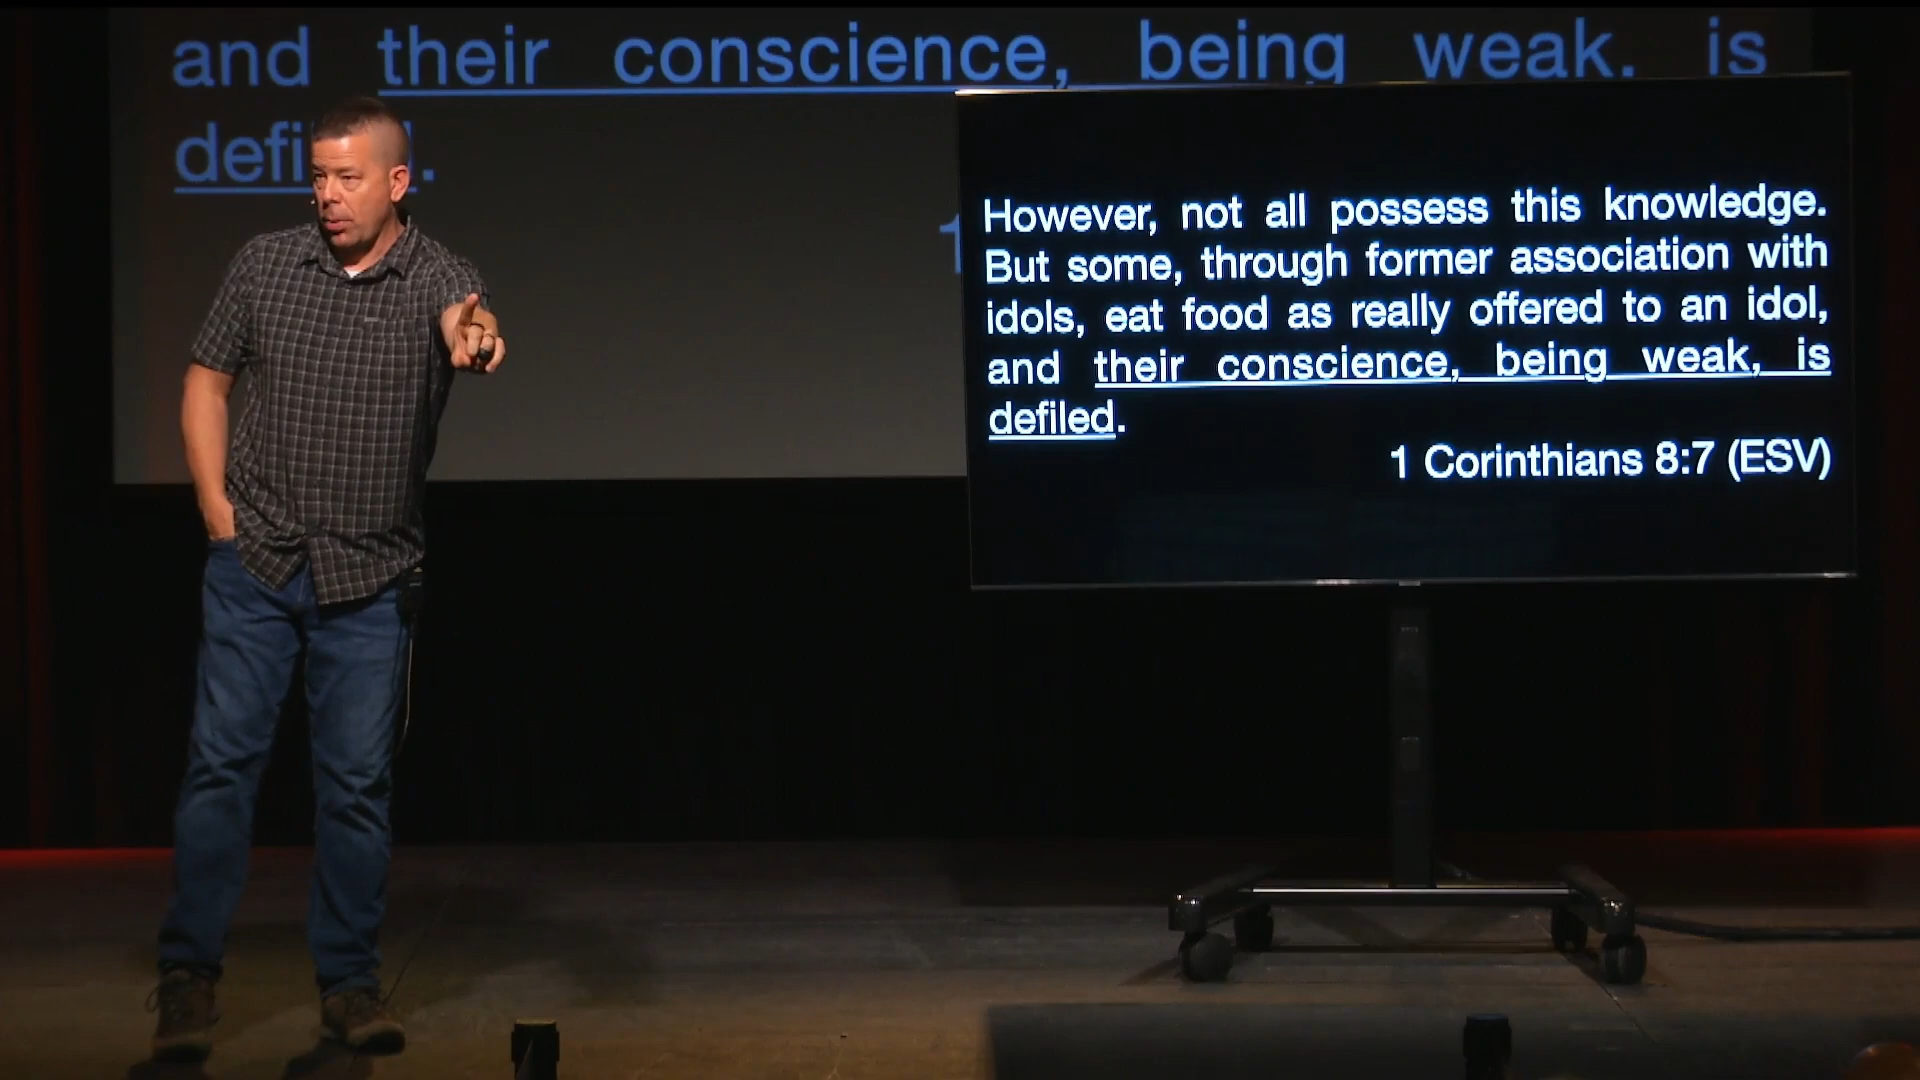 and their conscience, being weak, is
defi .
1
However, not all possess this knowledge.
But some, through former association with
idols, eat food as really offered to an idol,
and their conscience, being weak, is
defiled.
1 Corinthians 8:7 (ESV)